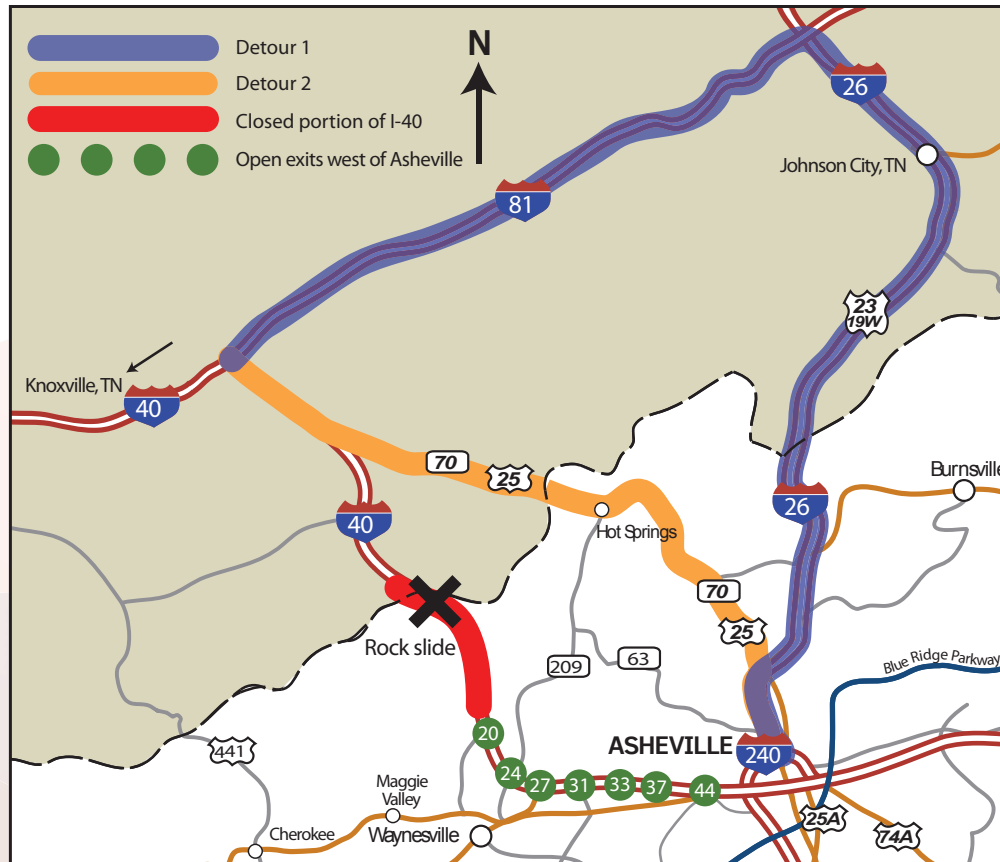 Detour 1
Detour 2
Closed portion of I-40
Open exits west of Asheville
N
26
Johnson City, TN
81
23
19W
Knoxville, TN
40
70
25
Burnsville
26
40
Hot Springs
70
25
Rock slide
209
63
Blue Ridge Parkway
20
ASHEVILLE
240
441
24
27
31
33
37
44
Maggie
Valley
Waynesville
Cherokee
25A
74A